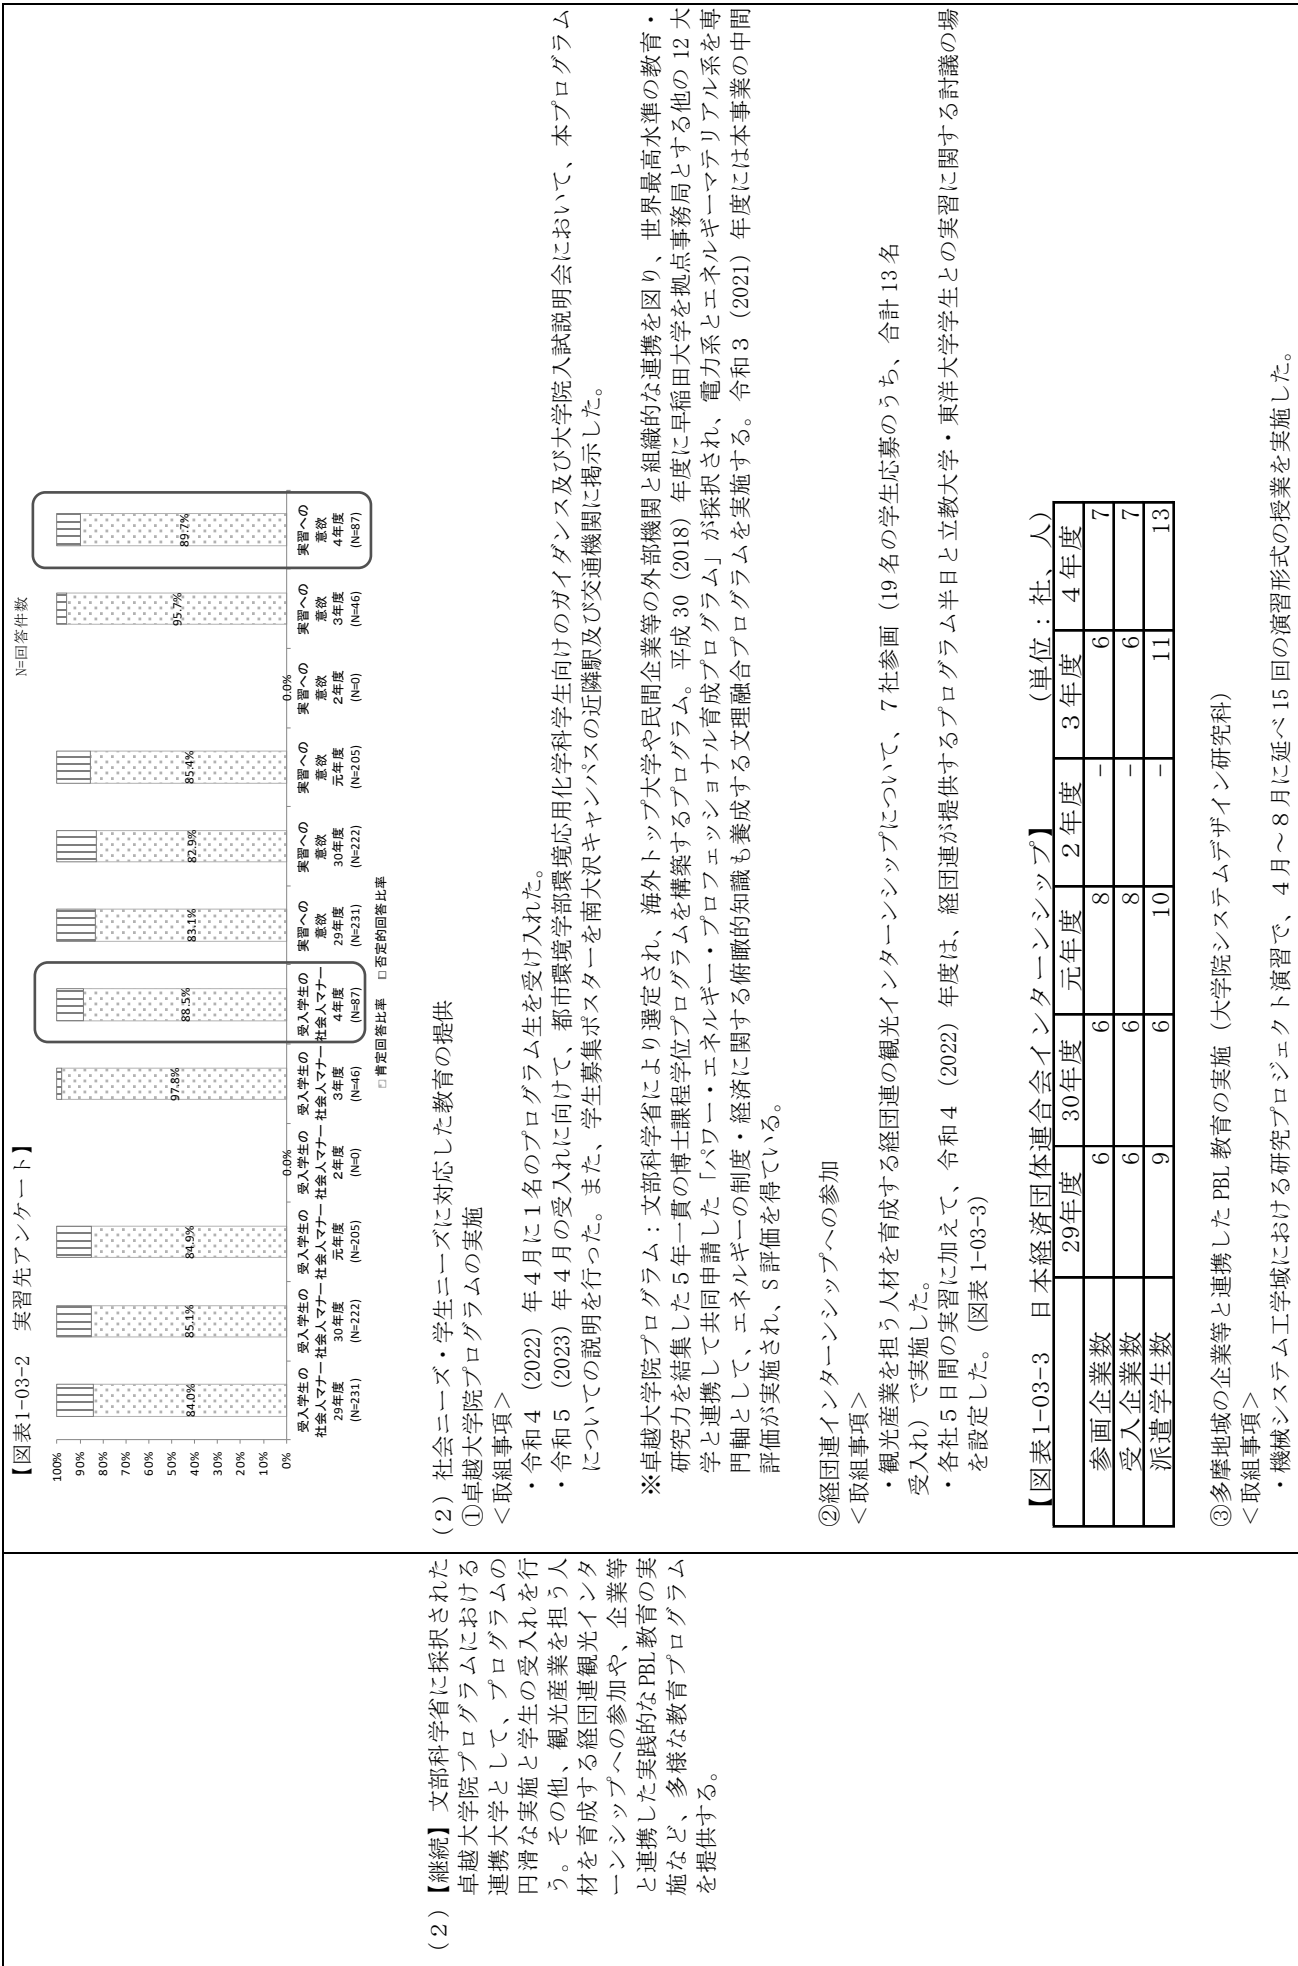 (2)【継続】文部科学省に採択された
卓越大学院プログラムにおける
連携大学として、プログラムの
円滑な実施と学生の受入れを行
う。その他、観光産業を担う人
材を育成する経団連観光インタ
ーンシップへの参加や、企業等
と連携した実践的なPBL教育の実
施など、多様な教育プログラム
を提供する。
【図表1-03-2 実習先アンケート】
N=回答件数
100%
90%
80%
70%
60%
50%
40%
30%
20%
10%
0%
84.0% 85.1% 84.9% 0.0% 97.8% 88.5% 83.1% 82.9% 85.4% 0.0% 95.7% 89.7%
受入学生の 受入学生の 受入学生の 受入学生の 受入学生の 受入学生の 実習への 実習への 実習への 実習への 実習への 実習への
社会人マナー 社会人マナー 社会人マナー 社会人マナー 社会人マナー 社会人マナー 意欲 意欲 意欲 意欲 意欲 意欲
29年度 30年度 元年度 2年度 3年度 4年度 29年度 30年度 元年度 2年度 3年度 4年度
(N=231) (N=222) (N=205) (N=0) (N=46) (N=87) (N=231) (N=222) (N=205) (N=0) (N=46) (N=87)
□肯定回答比率 □否定的回答比率
(2)社会ニーズ・学生ニーズに対応した教育の提供
①卓越大学院プログラムの実施
＜取組事項＞
・令和４(2022)年４月に１名のプログラム生を受け入れた。
・令和５(2023)年４月の受入れに向けて、都市環境学部環境応用化学科学生向けのガイダンス及び大学院入試説明会において、本プログラム
についての説明を行った。また、学生募集ポスターを南大沢キャンパスの近隣駅及び交通機関に掲示した。
※卓越大学院プログラム：文部科学省により選定され、海外トップ大学や民間企業等の外部機関と組織的な連携を図り、世界最高水準の教育・
研究力を結集した５年一貫の博士課程学位プログラムを構築するプログラム。平成30(2018)年度に早稲田大学を拠点事務局とする他の12大
学と連携して共同申請した「パワー・エネルギー・プロフェッショナル育成プログラム」が採択され、電力系とエネルギーマテリアル系を専
門軸として、エネルギーの制度・経済に関する俯瞰的知識も養成する文理融合プログラムを実施する。令和３(2021)年度には本事業の中間
評価が実施され、S評価を得ている。
②経団連インターンシップへの参加
＜取組事項＞
・観光産業を担う人材を育成する経団連の観光インターンシップについて、７社参画(19名の学生応募のうち、合計13名
受入れ)で実施した。
・各社５日間の実習に加えて、令和４(2022)年度は、経団連が提供するプログラム半日と立教大学・東洋大学学生との実習に関する討議の場
を設定した。(図表1-03-3)
【図表1-03-3 日本経済団体連合会インターンシップ】 (単位：社、人)
29年度 30年度 元年度 2年度 3年度 4年度
参画企業数 6 6 8 － 6 7
受入企業数 6 6 8 － 6 7
派遣学生数 9 6 10 － 11 13
③多摩地域の企業等と連携したPBL教育の実施(大学院システムデザイン研究科)
＜取組事項＞
・機械システム工学域における研究プロジェクト演習で、４月～８月に延べ15回の演習形式の授業を実施した。